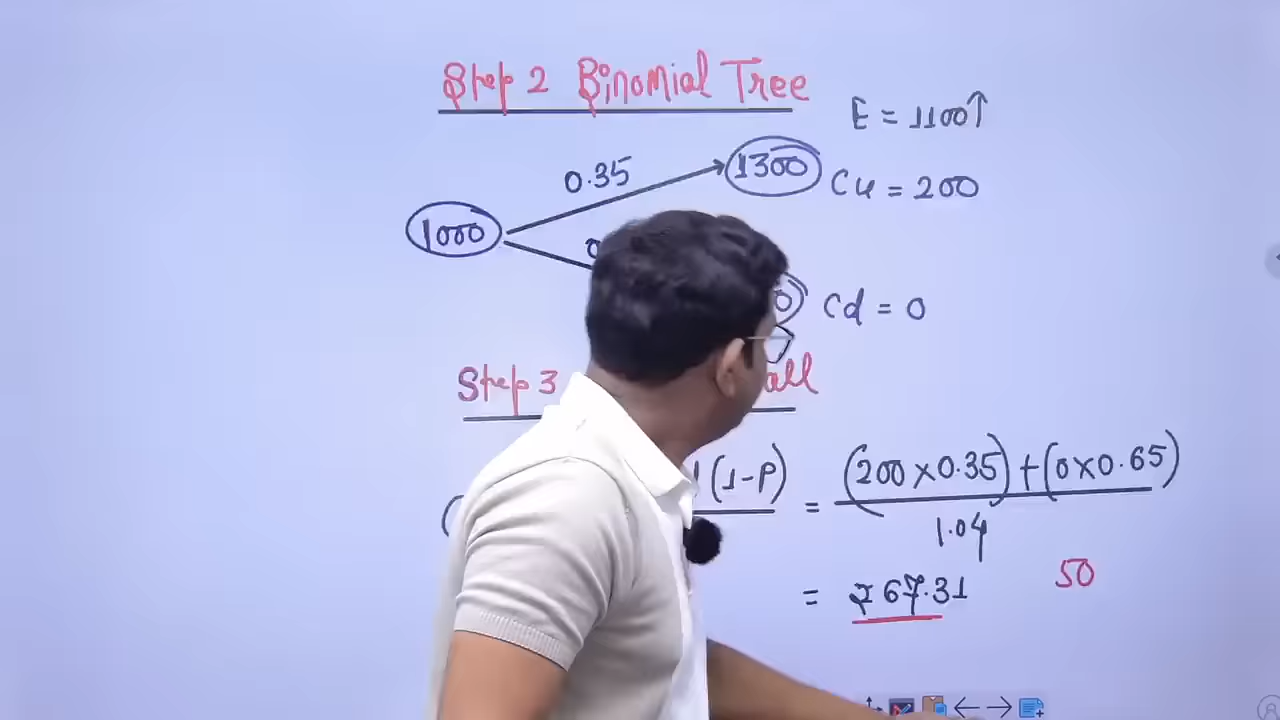 Step 2 Binomial Tree
E = 1100↑
0.35
1300
Cu = 200
1000
Cd = 0
Step 3
(1-P) = (200×0.35)+(0×0.65)
1.04
= ₹67.31
50